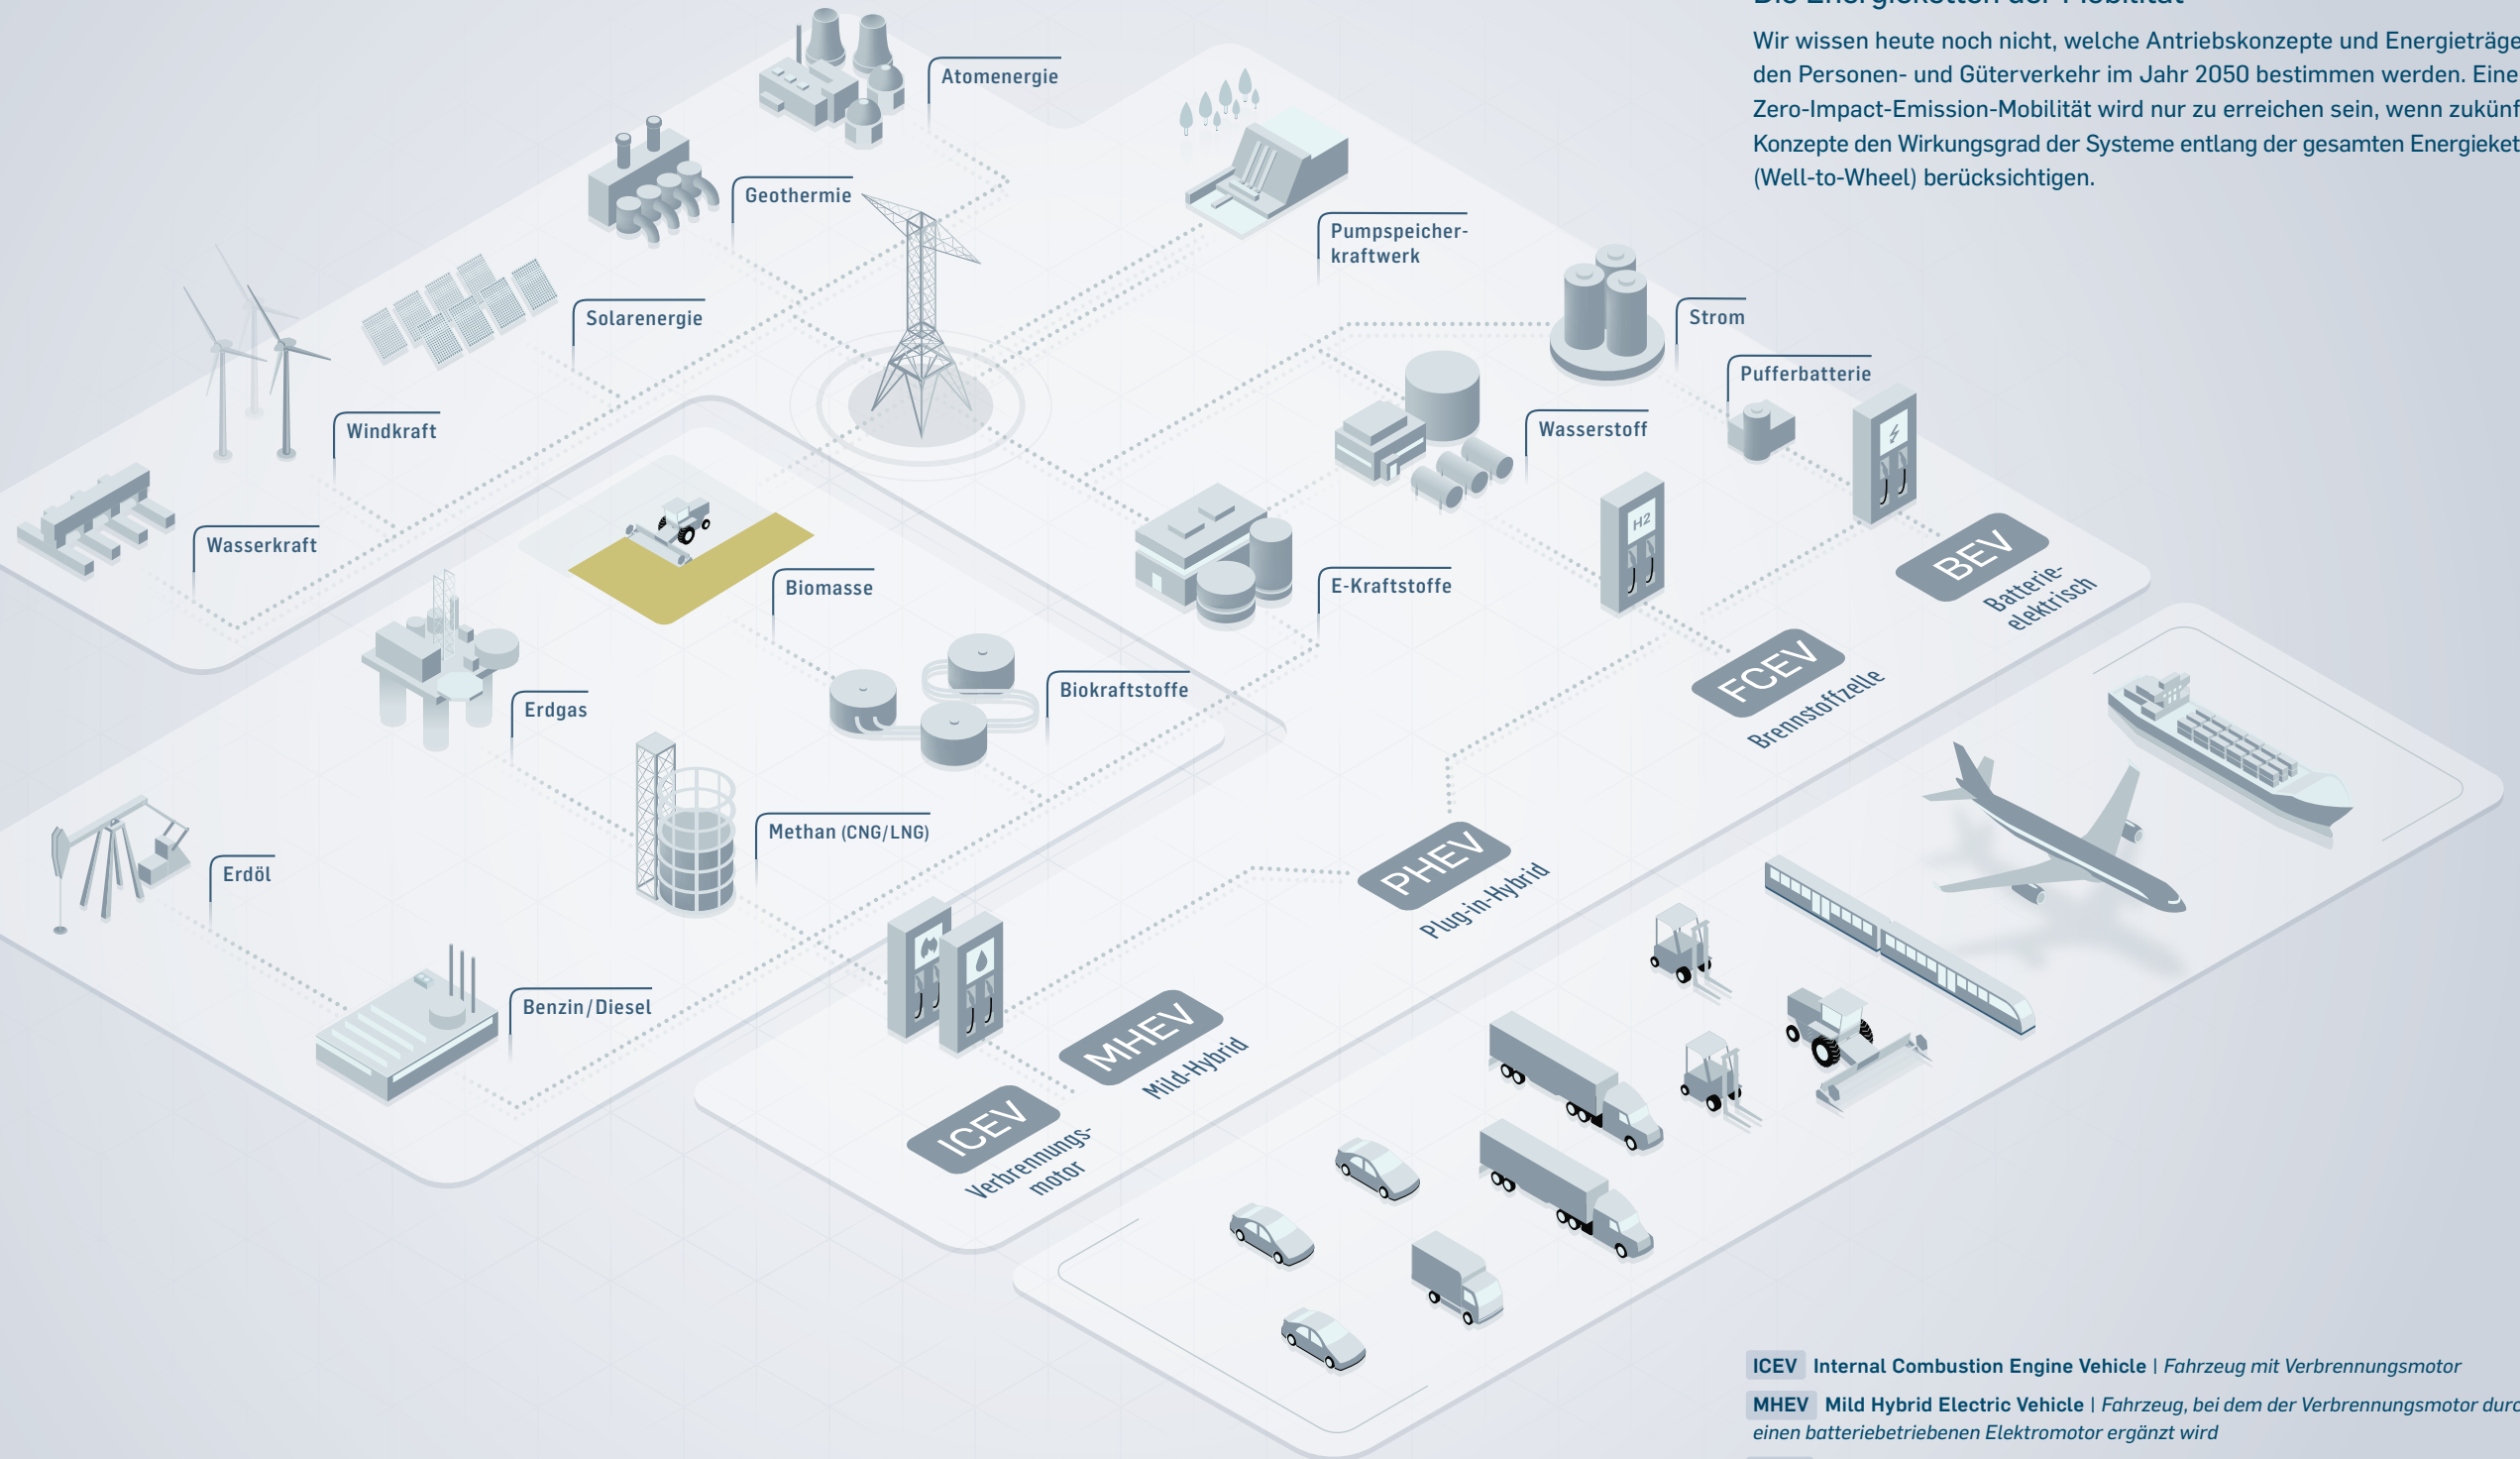 Die Energieketten der Mobilität
Wir wissen heute noch nicht, welche Antriebskonzepte und
den Personen- und Güterverkehr im Jahr 2050 bestimmen werden. Eine
Zero-Impact-Emission-Mobilität wird nur zu erreichen sein, wenn
Konzepte den Wirkungsgrad der Systeme entlang der gesamten
(Well-to-Wheel) berücksichtigen.
Atomenergie
Geothermie
Pumpspeicher-
kraftwerk
Solarenergie
Strom
Pufferbatterie
Windkraft
Wasserstoff
Wasserkraft
H2
BEV
Batterie-
elektrisch
Biomasse
E-Kraftstoffe
FCEV
Brennstoffzelle
Erdgas
Biokraftstoffe
Methan (CNG/LNG)
PHEV
Plug-in-Hybrid
Erdöl
Benzin/Diesel
MHEV
Mild-Hybrid
ICEV
Verbrennungs-
motor
ICEV Internal Combustion Engine Vehicle | Fahrzeug mit Verbrennungsmotor
MHEV Mild Hybrid Electric Vehicle | Fahrzeug, bei dem der Verbrennungsmotor
einen batteriebetriebenen Elektromotor ergänzt wird